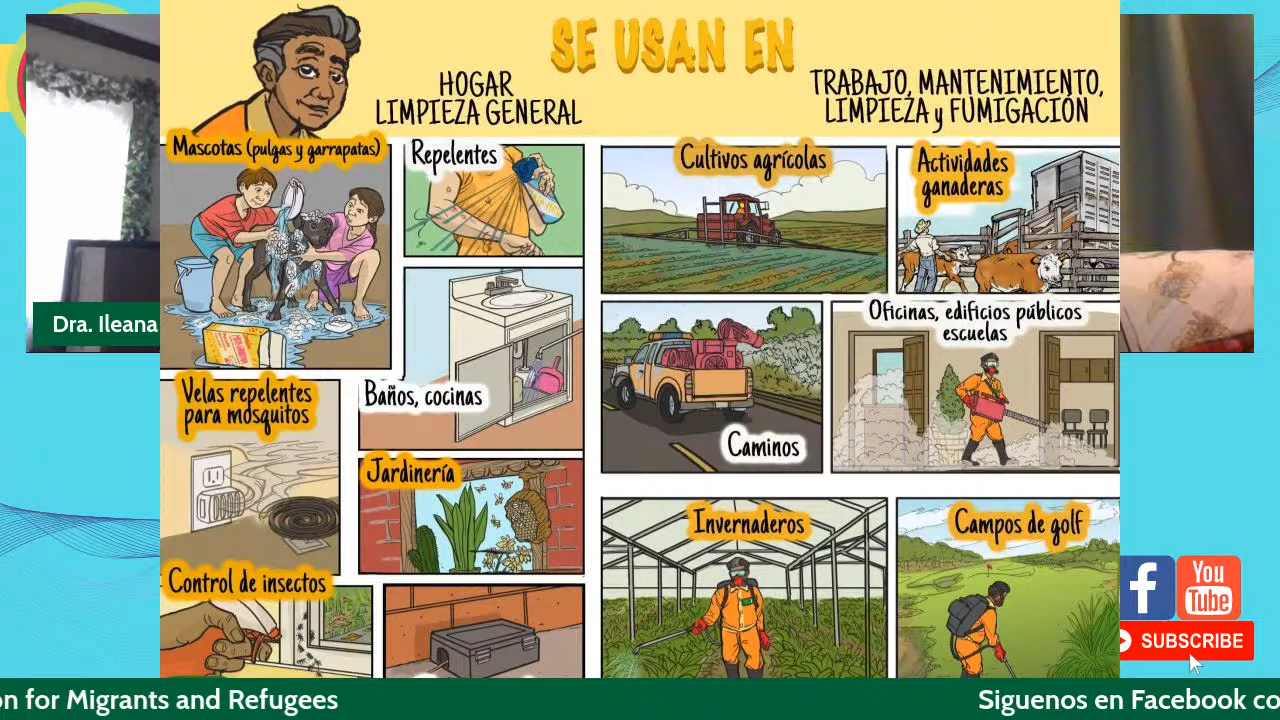 SE USAN EN
HOGAR
LIMPIEZA GENERAL
TRABAJO, MANTENIMIENTO,
LIMPIEZA y FUMIGACIÓN
Mascotas (pulgas y garrapatas)
Repelentes
Cultivos agrícolas
Actividades
ganaderas
Dra. Ileana
Oficinas, edificios públicos
escuelas
Velas repelentes
para mosquitos
Baños, cocinas
Caminos
Jardinería
Invernaderos
Campos de golf
Control de insectos
f
You
Tube
SUBSCRIBE
on for Migrants and Refugees
Siguenos en Facebook co